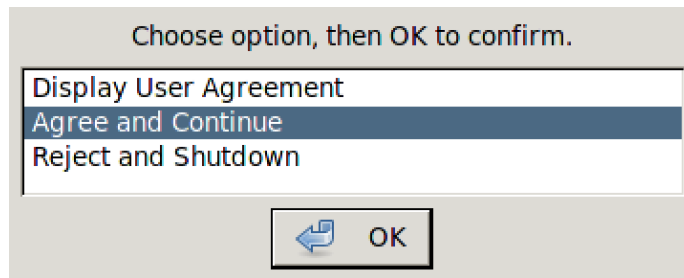 Choose option, then OK to confirm.
Display User Agreement
Agree and Continue
Reject and Shutdown
OK